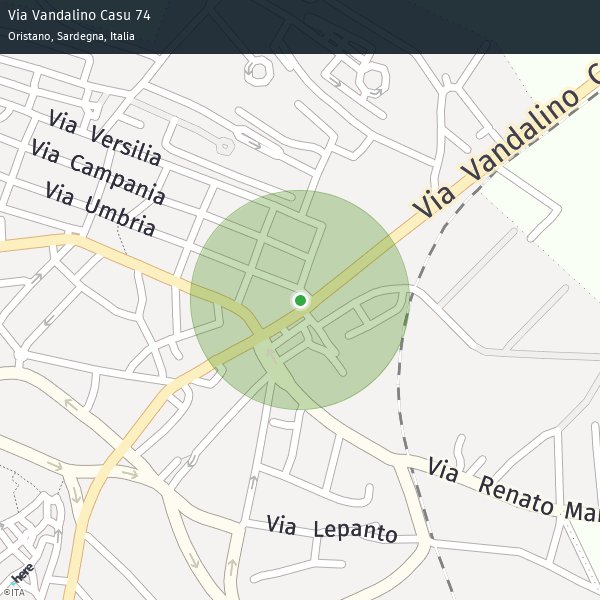 Via Vandalino Casu 74
Oristano, Sardegna, Italia
Via Versilia
Via Campania
Via Umbria
Via Vandalino C
Via Renato Mar
Via Lepanto
here
©ITA